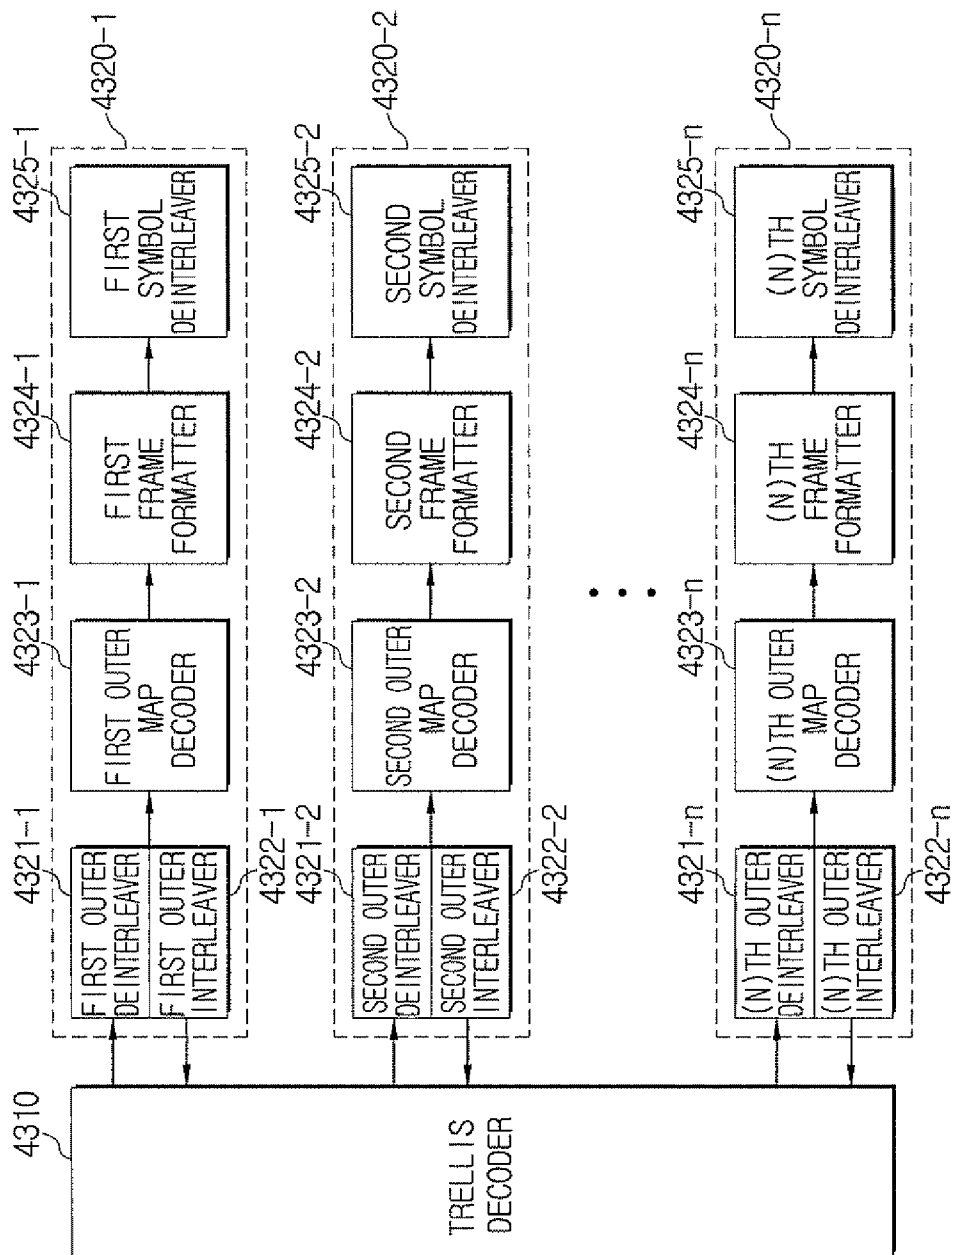 4310
TRELLIS
DECODER
4320-1
4321-1
FIRST OUTER
DEINTERLEAVER
FIRST OUTER
INTERLEAVER
4322-1
4323-1
FIRST OUTER
MAP
DECODER
4324-1
FIRST
FRAME
FORMATTER
4325-1
FIRST
SYMBOL
DEINTERLEAVER
4320-2
4321-2
SECOND OUTER
DEINTERLEAVER
SECOND OUTER
INTERLEAVER
4322-2
4323-2
SECOND OUTER
MAP
DECODER
4324-2
SECOND
FRAME
FORMATTER
4325-2
SECOND
SYMBOL
DEINTERLEAVER
4320-n
4321-n
(N)TH OUTER
DEINTERLEAVER
(N)TH OUTER
INTERLEAVER
4322-n
4323-n
(N)TH OUTER
MAP
DECODER
4324-n
(N)TH
FRAME
FORMATTER
4325-n
(N)TH
SYMBOL
DEINTERLEAVER